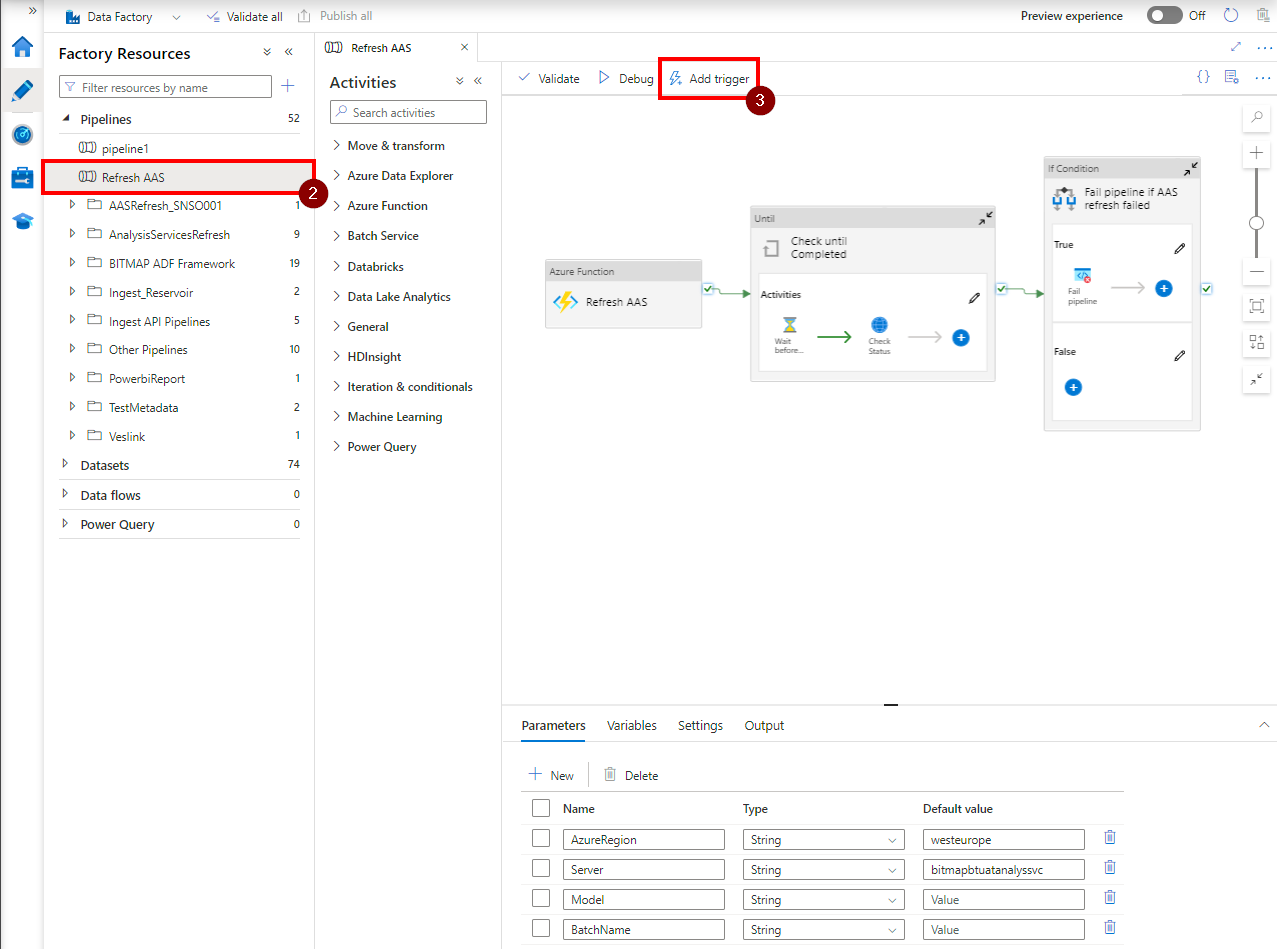 Data Factory
Validate all
Publish all
Preview experience
Off
Factory Resources
Filter resources by name
Pipelines 52
pipeline1
Refresh AAS
2
AASRefresh_SNSO001 1
AnalysisServicesRefresh 9
BITMAP ADF Framework 19
Ingest_Reservoir 2
Ingest API Pipelines 5
Other Pipelines 10
PowerbiReport 1
TestMetadata 2
Veslink 1
Datasets 74
Data flows 0
Power Query 0
Refresh AAS
Activities
Search activities
Move & transform
Azure Data Explorer
Azure Function
Batch Service
Databricks
Data Lake Analytics
General
HDInsight
Iteration & conditionals
Machine Learning
Power Query
Validate
Debug
Add trigger
3
Azure Function
Refresh AAS
Until
Check until
Completed
Activities
Wait
before...
Check
Status
If Condition
Fail pipeline if AAS
refresh failed
True
Fail
pipeline
False
Parameters Variables Settings Output
New Delete
Name Type Default value
AzureRegion String westeurope
Server String bitmapbtuatanalyssvc
Model String Value
BatchName String Value